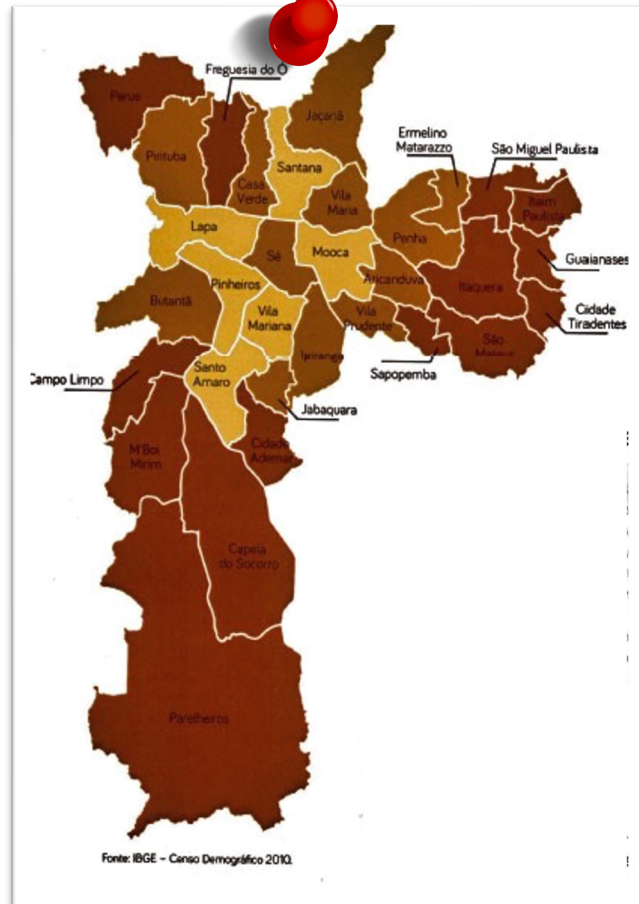 Freguesia do Ó
Perus
Jaçanã
Ermelino
Matarazzo
São Miguel Paulista
Pirituba
Santana
Casa
Verde
Vila
Maria
Itaim
Paulista
Lapa
Penha
Sé
Mooca
Guaianases
Aricanduva
Pinheiros
Itaquera
Butantã
Vila
Mariana
Vila
Prudente
Cidade
Tiradentes
São
Mateus
Ipiranga
Santo
Amaro
Sapopemba
Campo Limpo
Jabaquara
Cidade
Ademar
M'Boi
Mirim
Capela
do Socorro
Parelheiros
Fonte: IBGE – Censo Demográfico 2010.